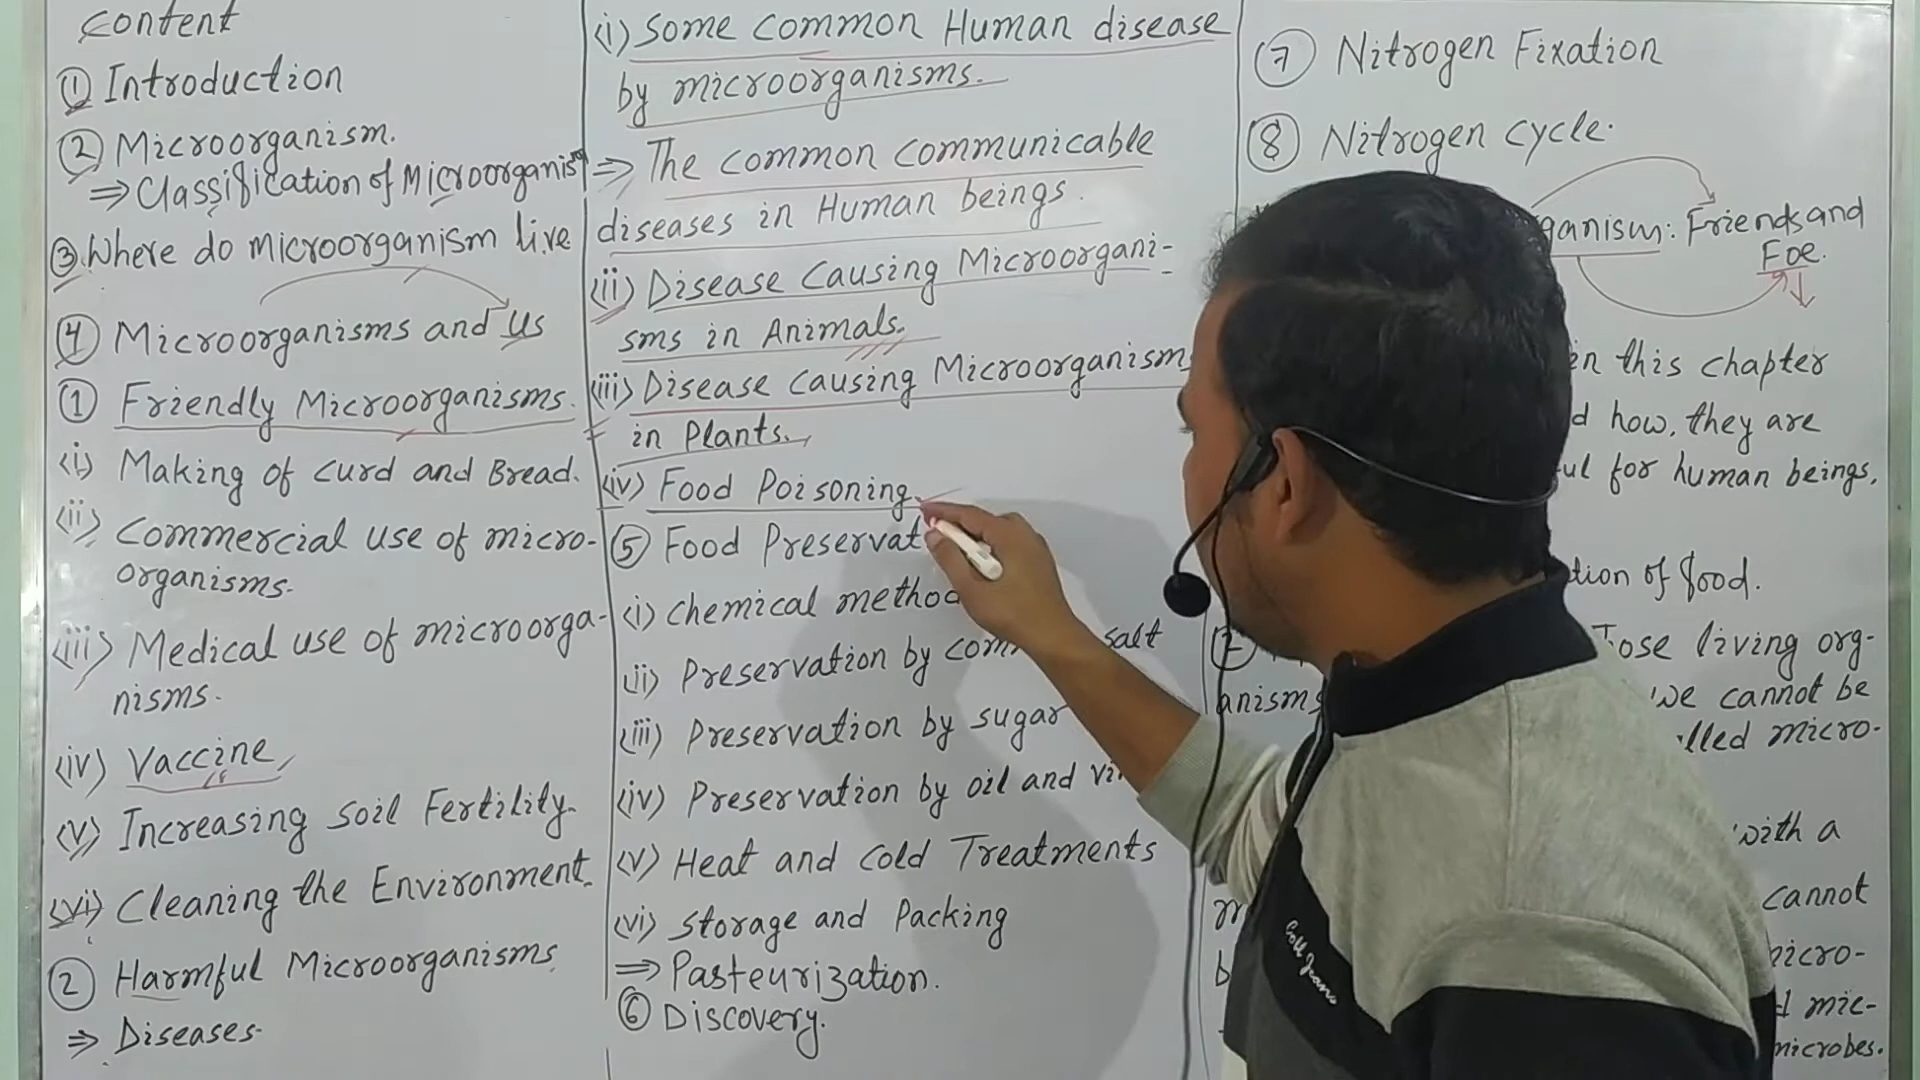 Content
① Introduction
② Microorganism.
⇒ Classification of Microorganism
③ Where do microorganism live
④ Microorganisms and Us
① Friendly Microorganisms.
(i) Making of curd and Bread.
(ii) Commercial use of micro-
organisms.
(iii) Medical use of microorga-
nisms.
(iv) Vaccine
(v) Increasing Soil Fertility.
(vi) Cleaning the Environment.
② Harmful Microorganisms
⇒ Diseases
(i) Some common Human disease
by microorganisms.
⇒ The common communicable
diseases in Human beings.
(ii) Disease Causing Microorgani-
sms in Animals.
(iii) Disease Causing Microorganisms
in Plants.
(iv) Food Poisoning
⑤ Food Preservat
(i) Chemical method
(ii) Preservation by com salt
(iii) Preservation by sugar
(iv) Preservation by oil and vi
(v) Heat and Cold Treatments
(vi) Storage and Packing
⇒ Pasteurization.
⑥ Discovery.
⑦ Nitrogen Fixation
⑧ Nitrogen Cycle.
ganism: Friends and
Foe.
in this chapter
d how, they are
ul for human beings.
tion of food.
Tose living org-
anisms we cannot be
lled micro-
with a
cannot
micro-
d mic-
microbes.
Coll Jeans